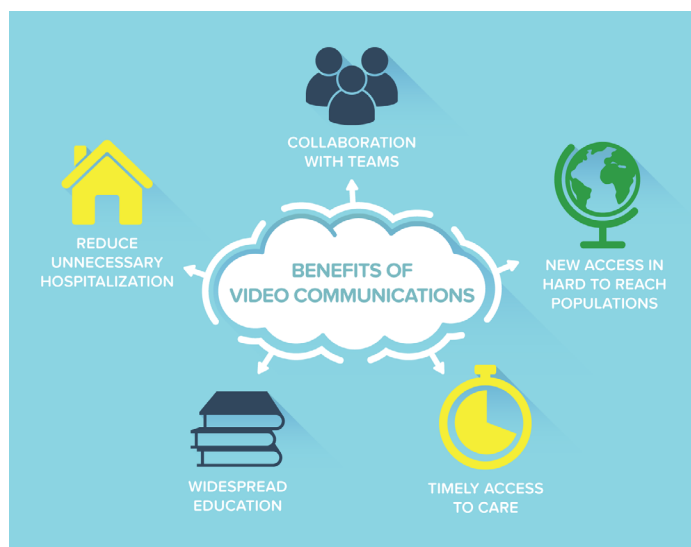 COLLABORATION
WITH TEAMS
REDUCE
UNNECESSARY
HOSPITALIZATION
BENEFITS OF
VIDEO COMMUNICATIONS
NEW ACCESS IN
HARD TO REACH
POPULATIONS
WIDESPREAD
EDUCATION
TIMELY ACCESS
TO CARE